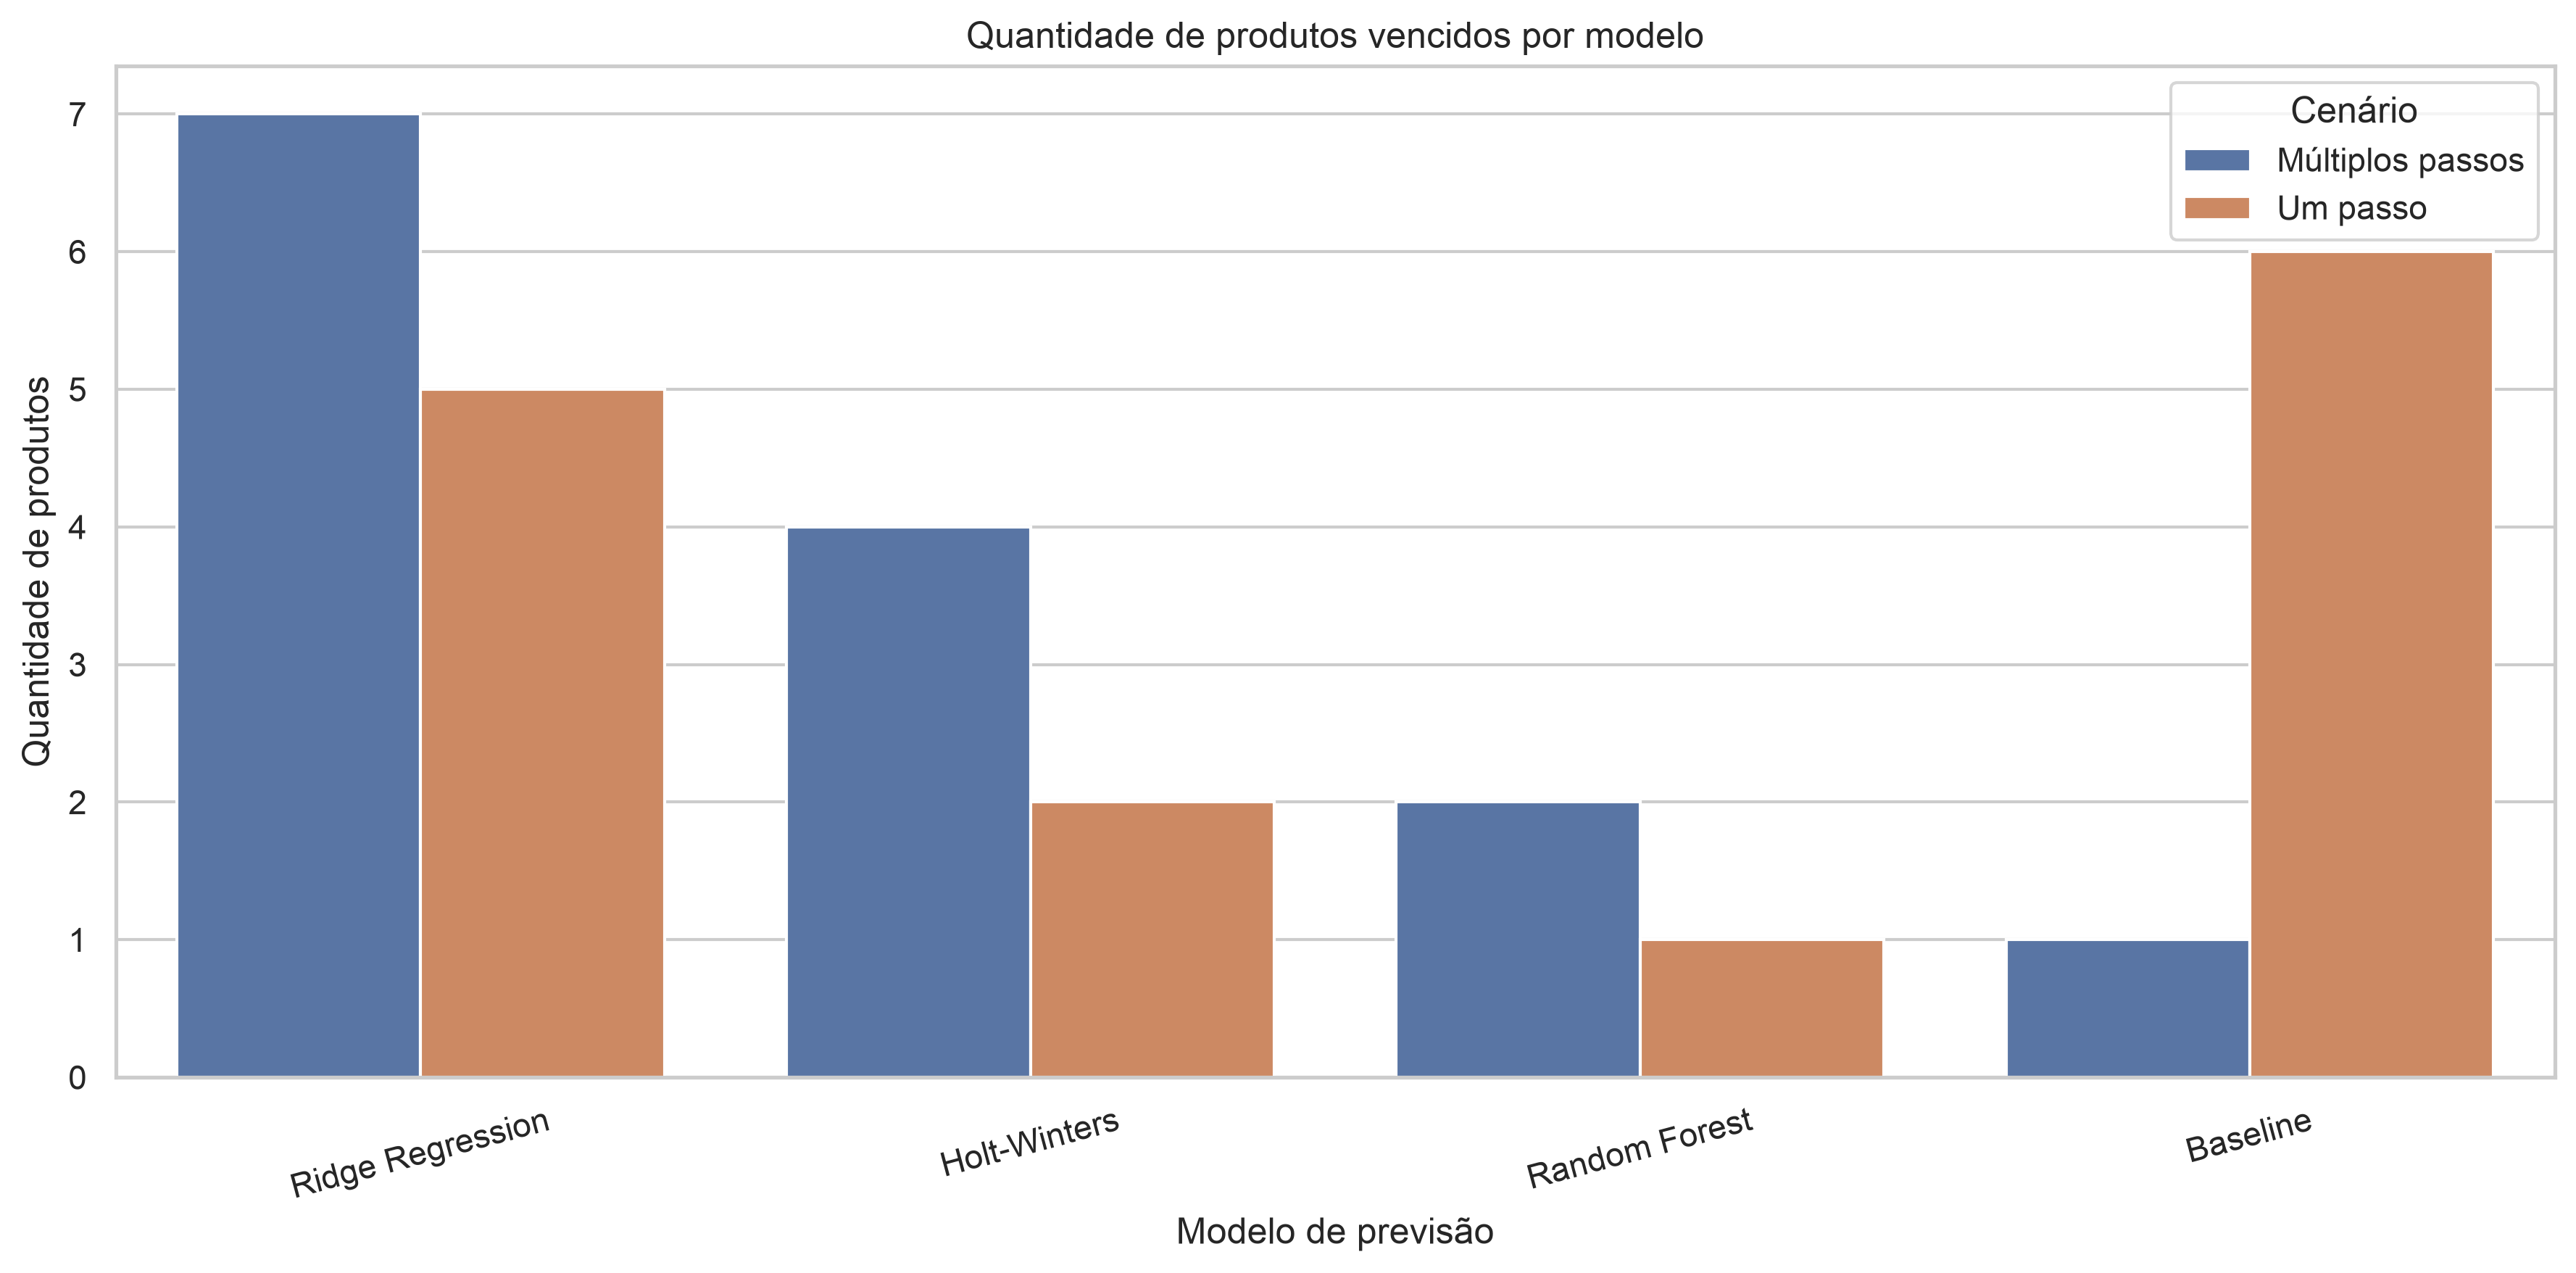 Quantidade de produtos vencidos por modelo
Cenário
Múltiplos passos
Um passo
Quantidade de produtos
7
6
5
4
3
2
1
0
Ridge Regression
Holt-Winters
Random Forest
Baseline
Modelo de previsão